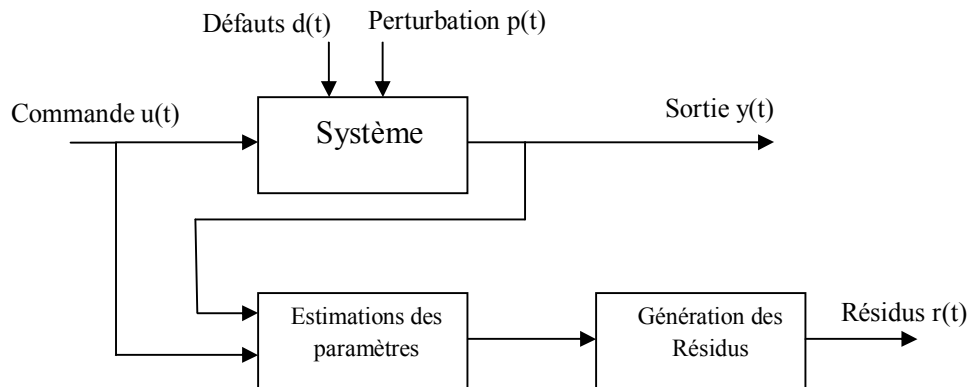 Défauts d(t)
Perturbation p(t)
Commande u(t)
Système
Sortie y(t)
Estimations des
paramètres
Génération des
Résidus
Résidus r(t)